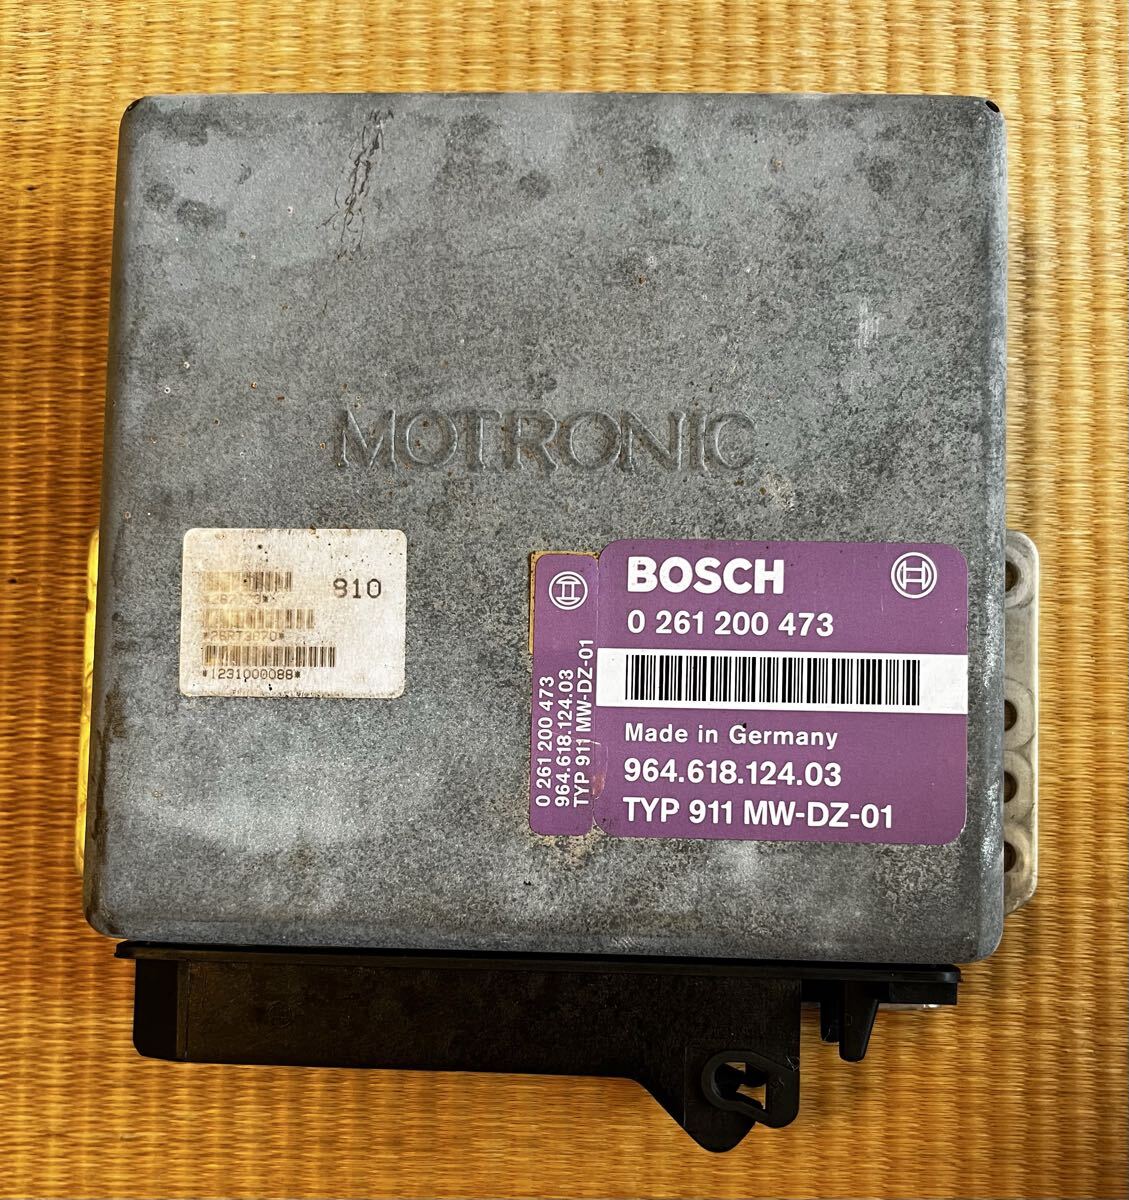 MOTRONIC
810
*1231000088*
BOSCH
0 261 200 473
Made in Germany
964.618.124.03
TYP 911 MW-DZ-01
0 261 200 473
964.618.124.03
TYP 911 MW-DZ-01